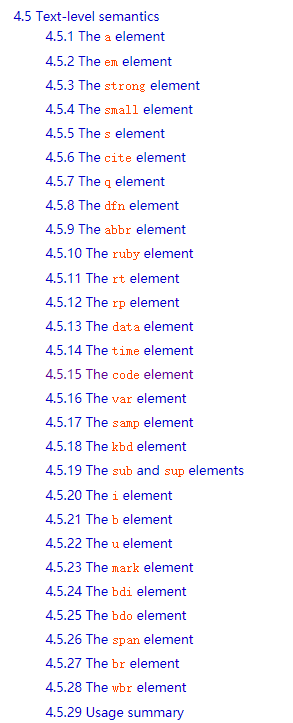 4.5 Text-level semantics
4.5.1 The a element
4.5.2 The em element
4.5.3 The strong element
4.5.4 The small element
4.5.5 The s element
4.5.6 The cite element
4.5.7 The q element
4.5.8 The dfn element
4.5.9 The abbr element
4.5.10 The ruby element
4.5.11 The rt element
4.5.12 The rp element
4.5.13 The data element
4.5.14 The time element
4.5.15 The code element
4.5.16 The var element
4.5.17 The samp element
4.5.18 The kbd element
4.5.19 The sub and sup elements
4.5.20 The i element
4.5.21 The b element
4.5.22 The u element
4.5.23 The mark element
4.5.24 The bdi element
4.5.25 The bdo element
4.5.26 The span element
4.5.27 The br element
4.5.28 The wbr element
4.5.29 Usage summary